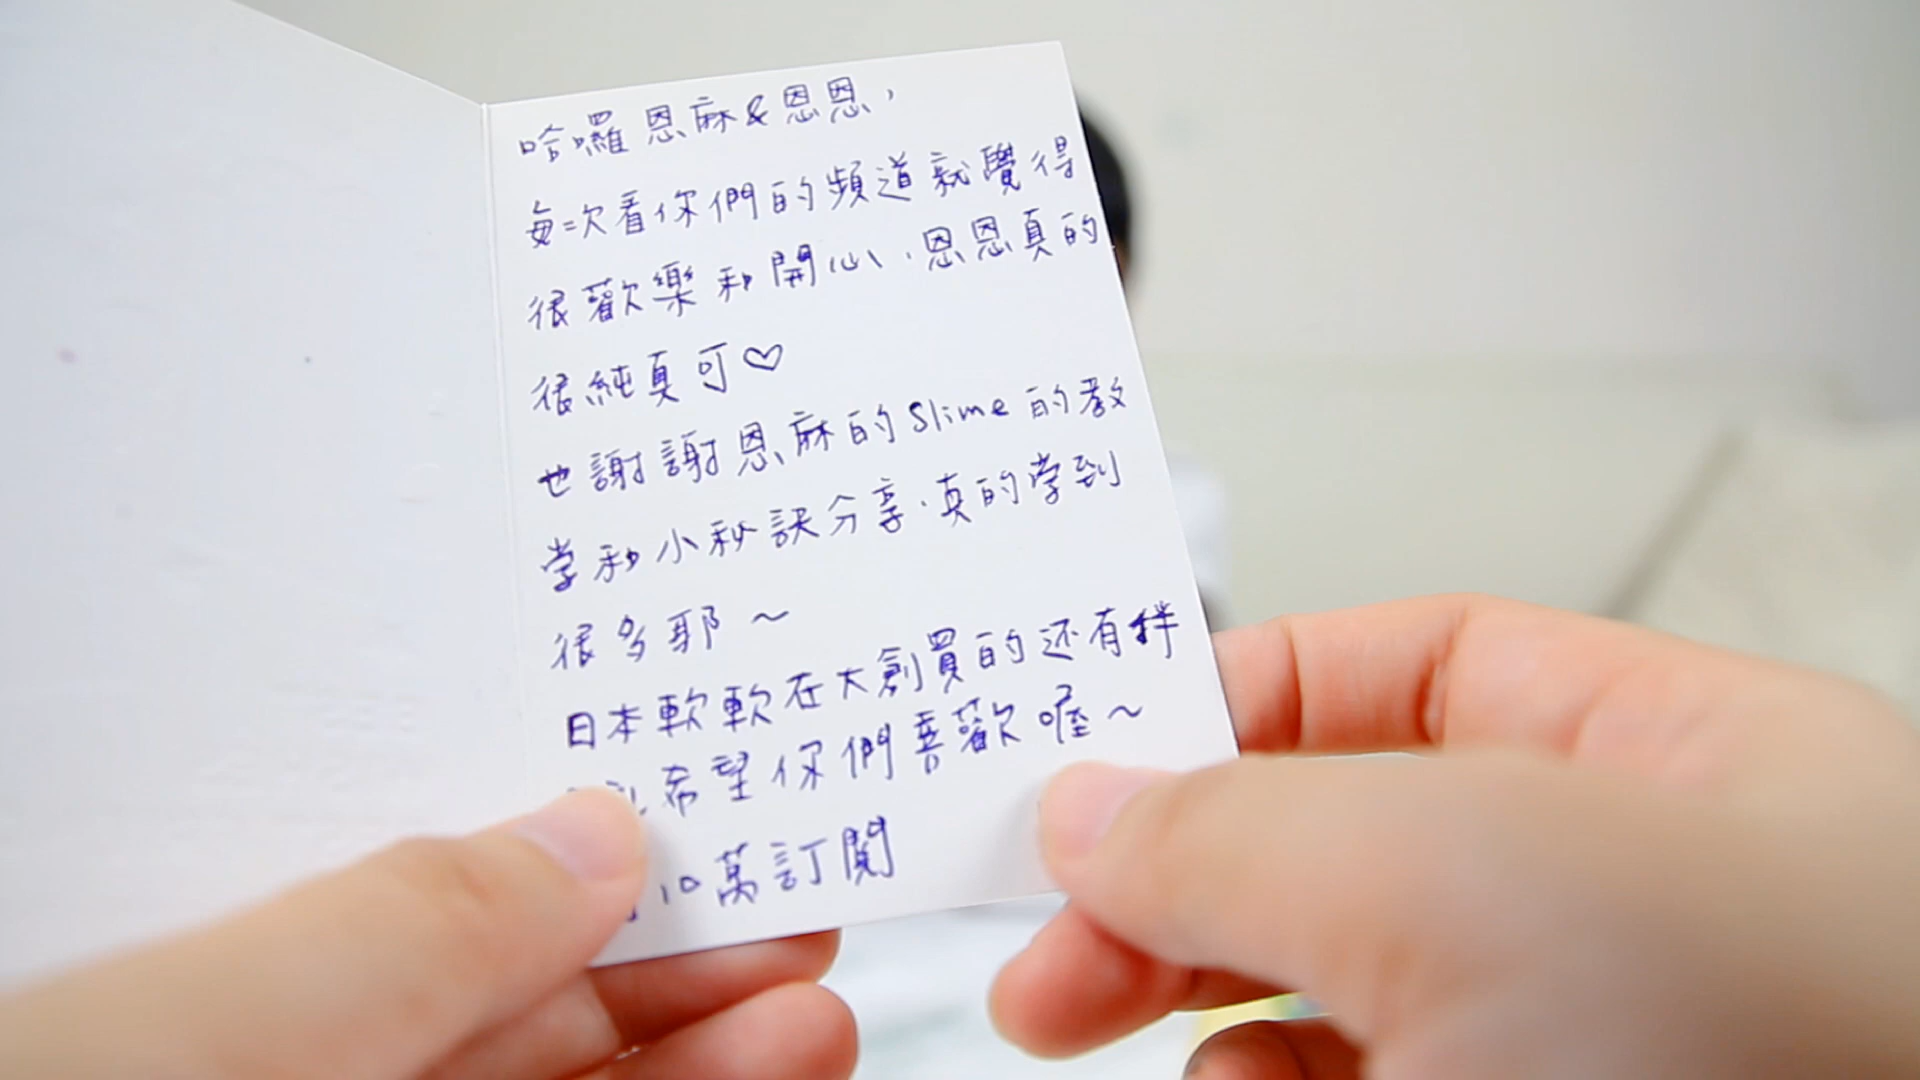 哈囉恩麻&恩恩,
每次看你們的頻道就覺得
很歡樂和開心,恩恩真的
很純真可♡
也謝謝恩麻的Slime的教
学和小秘訣分享,真的学到
很多耶~
日本軟軟在大創買的还有拌
希望你們喜歡喔~
10萬訂閱